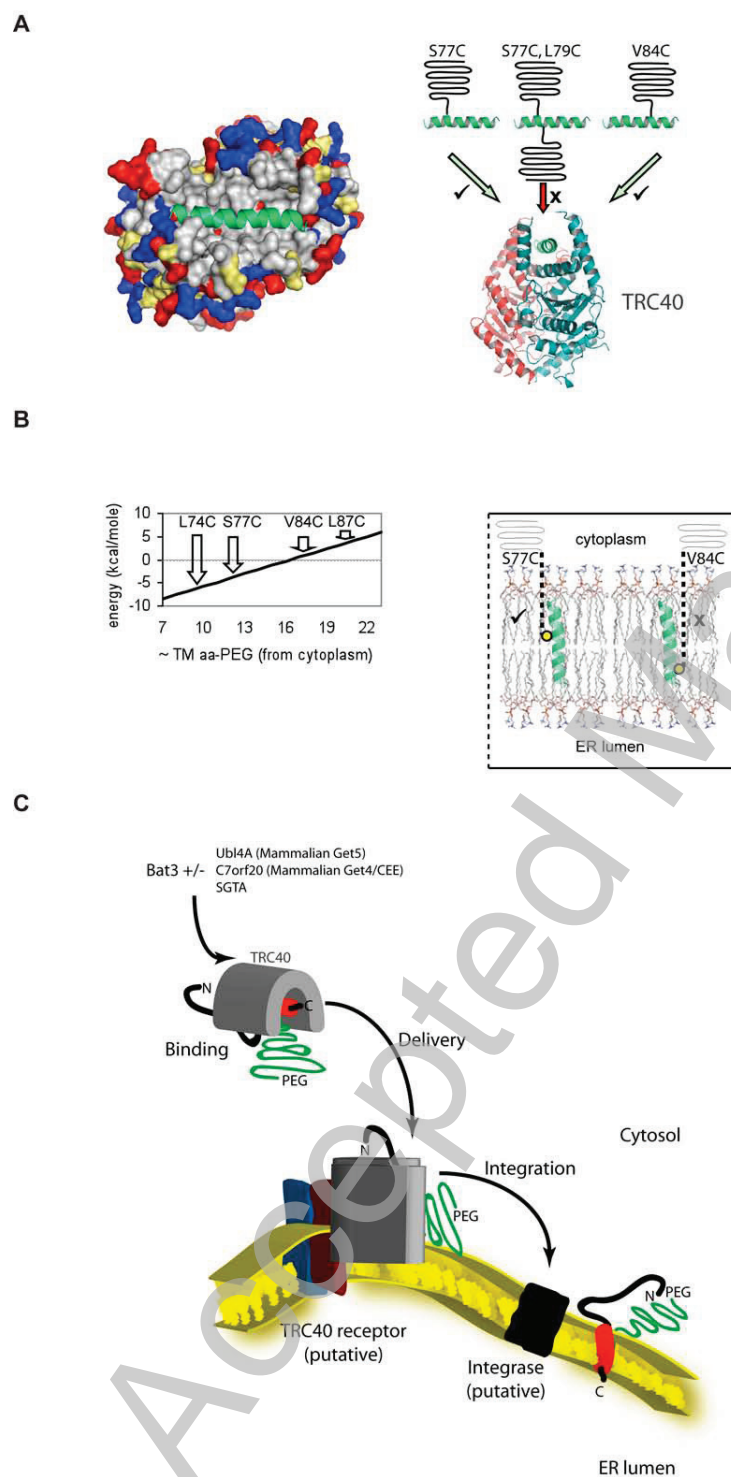 A
S77C
S77C, L79C
V84C
✓
x
✓
TRC40
B
energy (kcal/mole)
10
5
0
-5
-10
L74C
S77C
V84C
L87C
7
10
13
16
19
22
~ TM aa-PEG (from cytoplasm)
cytoplasm
S77C
V84C
✓
x
ER lumen
C
Bat3 +/-
Ubl4A (Mammalian Get5)
C7orf20 (Mammalian Get4/CEE)
SGTA
TRC40
N
C
Binding
PEG
Delivery
Cytosol
N
Integration
PEG
N
PEG
TRC40 receptor
(putative)
Integrase
(putative)
C
ER lumen
Accepted M